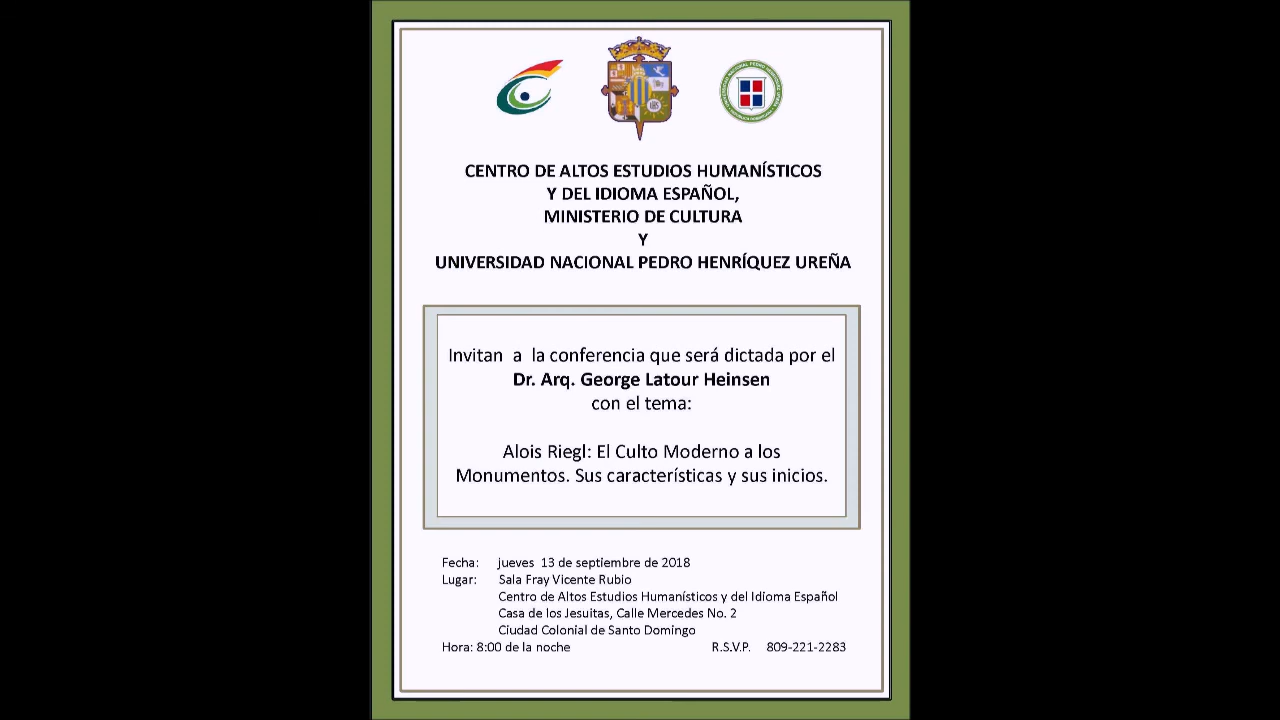 CENTRO DE ALTOS ESTUDIOS HUMANÍSTICOS
Y DEL IDIOMA ESPAÑOL,
MINISTERIO DE CULTURA
Y
UNIVERSIDAD NACIONAL PEDRO HENRÍQUEZ UREÑA
Invitan a la conferencia que será dictada por el
Dr. Arq. George Latour Heinsen
con el tema:
Alois Riegl: El Culto Moderno a los
Monumentos. Sus características y sus inicios.
Fecha: jueves 13 de septiembre de 2018
Lugar: Sala Fray Vicente Rubio
Centro de Altos Estudios Humanísticos y del Idioma Español
Casa de los Jesuitas, Calle Mercedes No. 2
Ciudad Colonial de Santo Domingo
Hora: 8:00 de la noche R.S.V.P. 809-221-2283